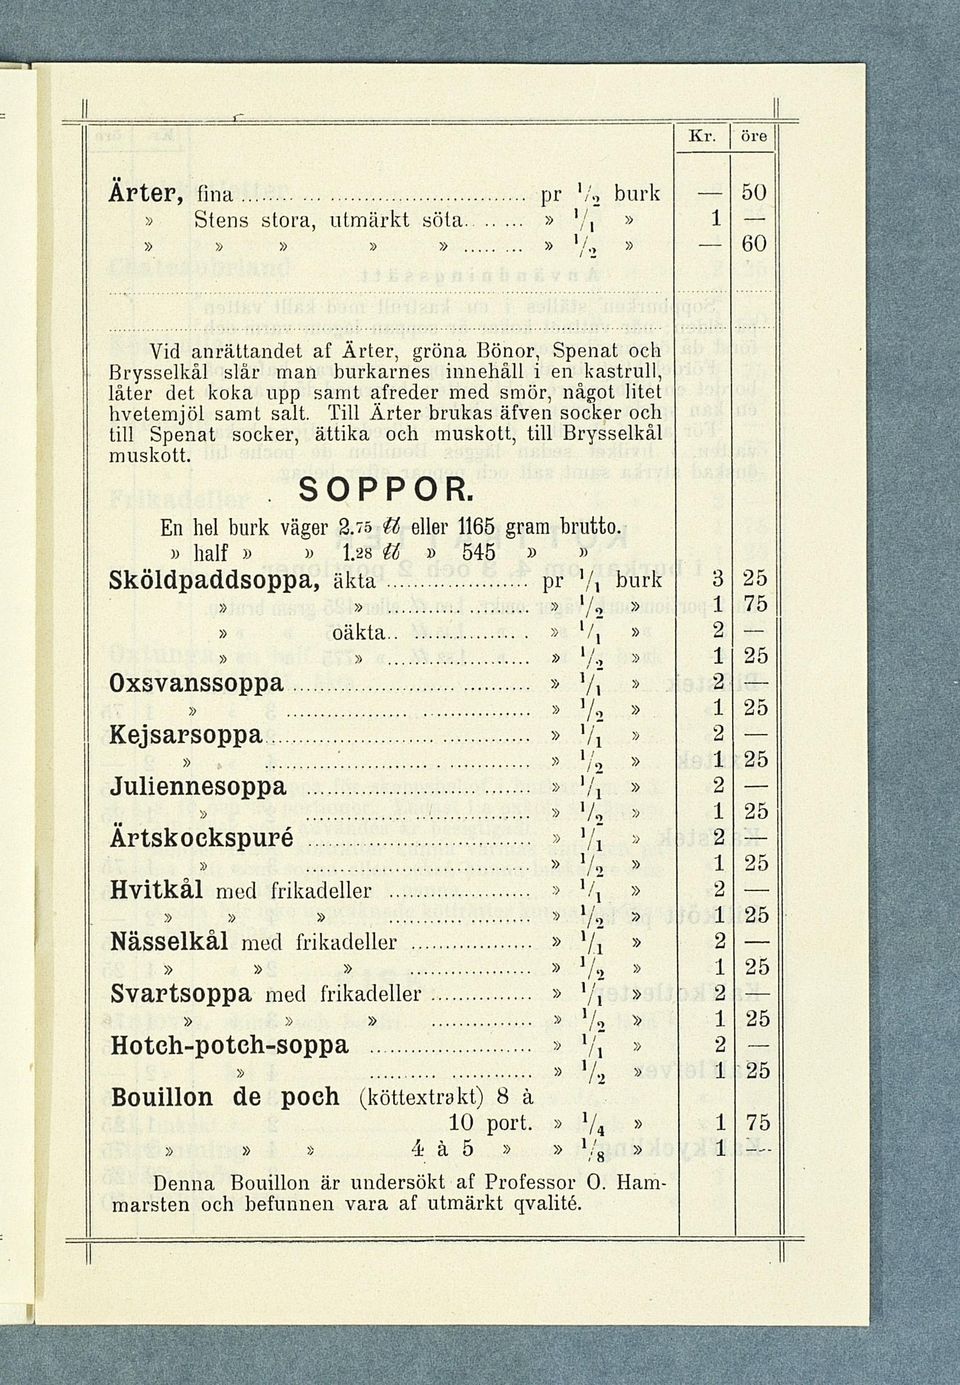 Kr. öre
Ärter, fina ... pr 1/2 burk — 50
» Stens stora, utmärkt söta ... » 1/1 » 1 —
» » » » » ... » 1/2 » — 60
Vid anrättandet af Ärter, gröna Bönor, Spenat och
Brysselkål slår man burkarnes innehåll i en kastrull,
låter det koka upp samt afreder med smör, något litet
hvetemjöl samt salt. Till Ärter brukas äfven socker och
till Spenat socker, ättika och muskott, till Brysselkål
muskott.
SOPPOR.
En hel burk väger 2.75 ℔ eller 1165 gram brutto.
» half » » 1.28 ℔ » 545 » »
Sköldpaddsoppa, äkta ... pr 1/1 burk 3 25
» » ... » 1/2 » 1 75
» oäkta ... » 1/1 » 2 —
» » ... » 1/2 » 1 25
Oxsvanssoppa ... » 1/1 » 2 —
» ... » 1/2 » 1 25
Kejsarsoppa ... » 1/1 » 2 —
» ... » 1/2 » 1 25
Juliennesoppa ... » 1/1 » 2 —
» ... » 1/2 » 1 25
Ärtskockspuré ... » 1/1 » 2 —
» ... » 1/2 » 1 25
Hvitkål med frikadeller ... » 1/1 » 2 —
» » » ... » 1/2 » 1 25
Nässelkål med frikadeller ... » 1/1 » 2 —
» » » ... » 1/2 » 1 25
Svartsoppa med frikadeller ... » 1/1 » 2 —
» » » ... » 1/2 » 1 25
Hotch-potch-soppa ... » 1/1 » 2 —
» ... » 1/2 » 1 25
Bouillon de poch (köttextrakt) 8 à
10 port. » 1/4 » 1 75
» » » 4 à 5 » » 1/8 » 1 —
Denna Bouillon är undersökt af Professor O. Ham-
marsten och befunnen vara af utmärkt qvalité.